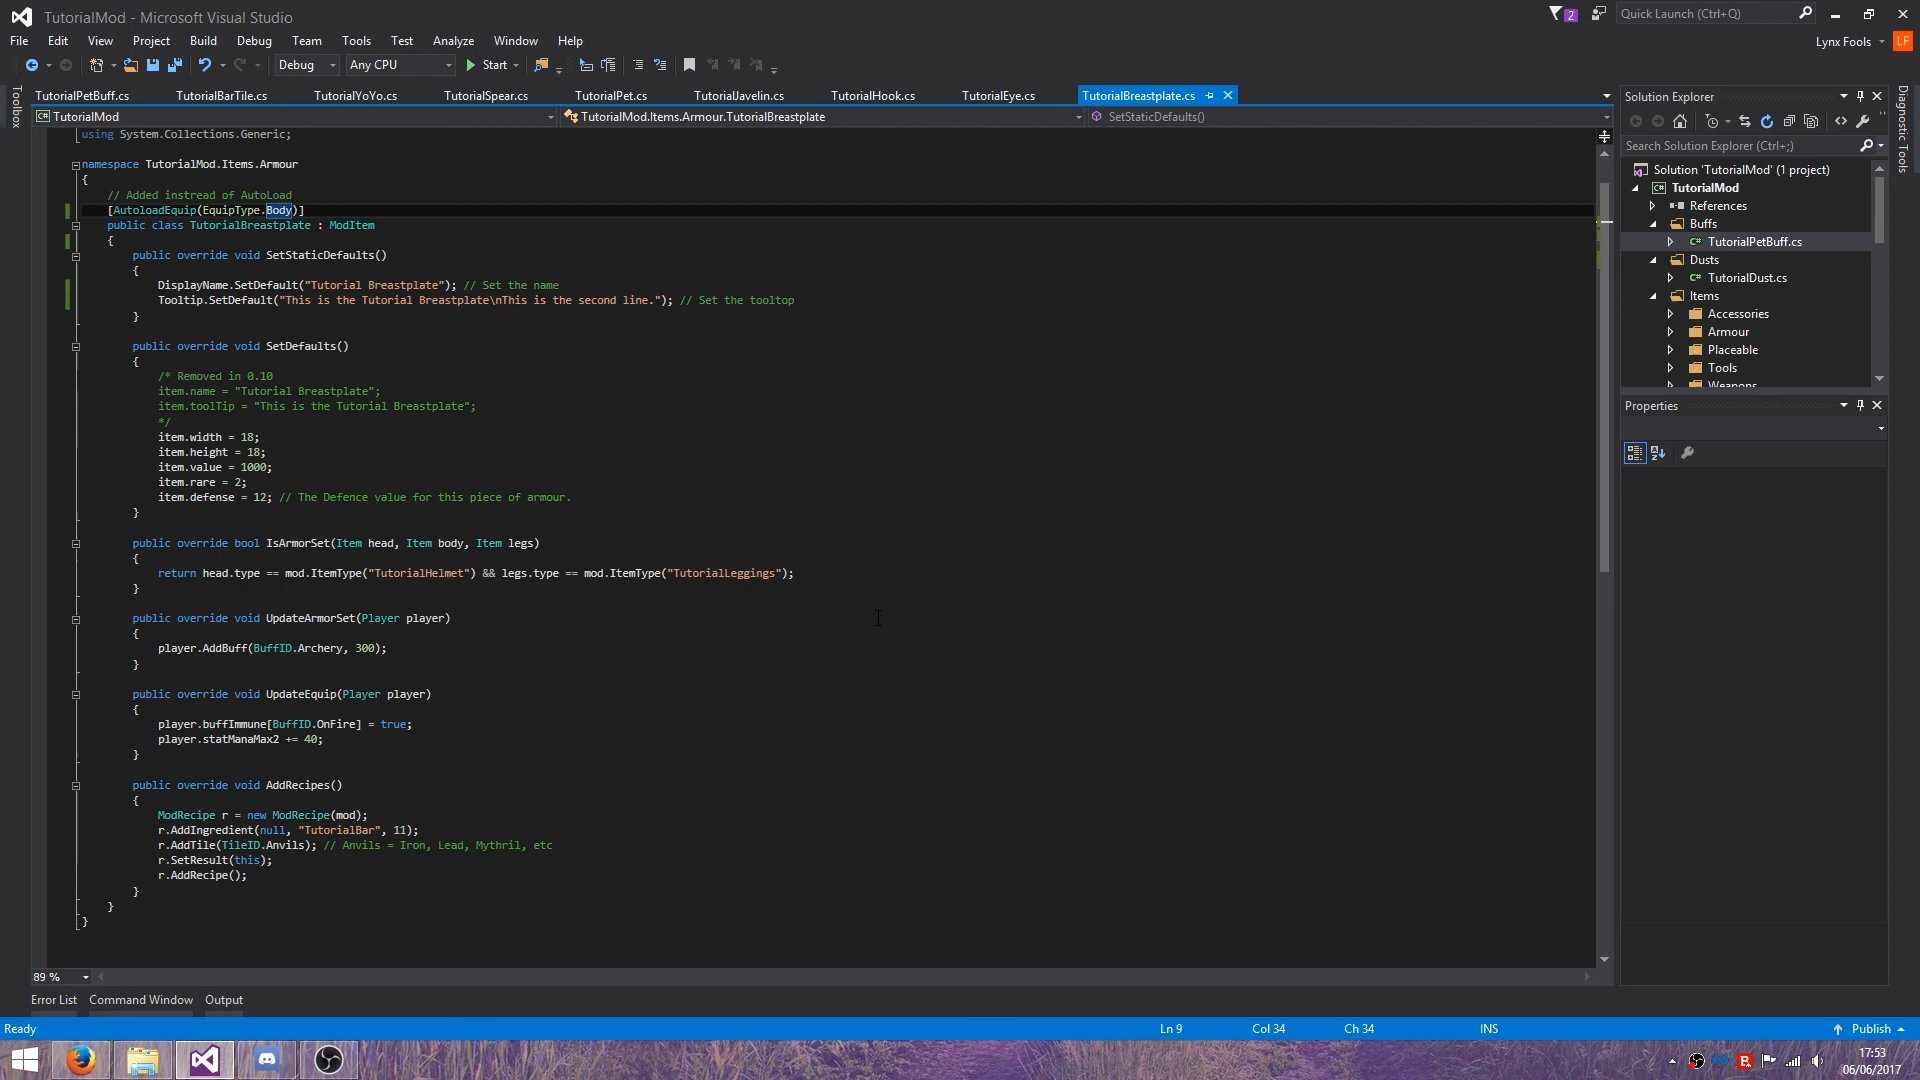 TutorialMod - Microsoft Visual Studio
2
Quick Launch (Ctrl+Q)
File Edit View Project Build Debug Team Tools Test Analyze Window Help
Lynx Fools LF
Debug Any CPU Start
Toolbox
TutorialPetBuff.cs TutorialBarTile.cs TutorialYoYo.cs TutorialSpear.cs TutorialPet.cs TutorialJavelin.cs TutorialHook.cs TutorialEye.cs TutorialBreastplate.cs
TutorialMod TutorialMod.Items.Armour.TutorialBreastplate SetStaticDefaults()
using System.Collections.Generic;
namespace TutorialMod.Items.Armour
{
// Added instread of AutoLoad
[AutoloadEquip(EquipType.Body)]
public class TutorialBreastplate : ModItem
{
public override void SetStaticDefaults()
{
DisplayName.SetDefault("Tutorial Breastplate"); // Set the name
Tooltip.SetDefault("This is the Tutorial Breastplate\nThis is the second line."); // Set the tooltop
}
public override void SetDefaults()
{
/* Removed in 0.10
item.name = "Tutorial Breastplate";
item.toolTip = "This is the Tutorial Breastplate";
*/
item.width = 18;
item.height = 18;
item.value = 1000;
item.rare = 2;
item.defense = 12; // The Defence value for this piece of armour.
}
public override bool IsArmorSet(Item head, Item body, Item legs)
{
return head.type == mod.ItemType("TutorialHelmet") && legs.type == mod.ItemType("TutorialLeggings");
}
public override void UpdateArmorSet(Player player)
{
player.AddBuff(BuffID.Archery, 300);
}
public override void UpdateEquip(Player player)
{
player.buffImmune[BuffID.OnFire] = true;
player.statManaMax2 += 40;
}
public override void AddRecipes()
{
ModRecipe r = new ModRecipe(mod);
r.AddIngredient(null, "TutorialBar", 11);
r.AddTile(TileID.Anvils); // Anvils = Iron, Lead, Mythril, etc
r.SetResult(this);
r.AddRecipe();
}
}
}
89 %
Solution Explorer
Search Solution Explorer (Ctrl+;)
Solution 'TutorialMod' (1 project)
C# TutorialMod
References
Buffs
C# TutorialPetBuff.cs
Dusts
C# TutorialDust.cs
Items
Accessories
Armour
Placeable
Tools
Weapons
Properties
Diagnostic Tools
Error List Command Window Output
Ready Ln 9 Col 34 Ch 34 INS Publish
17:53
06/06/2017